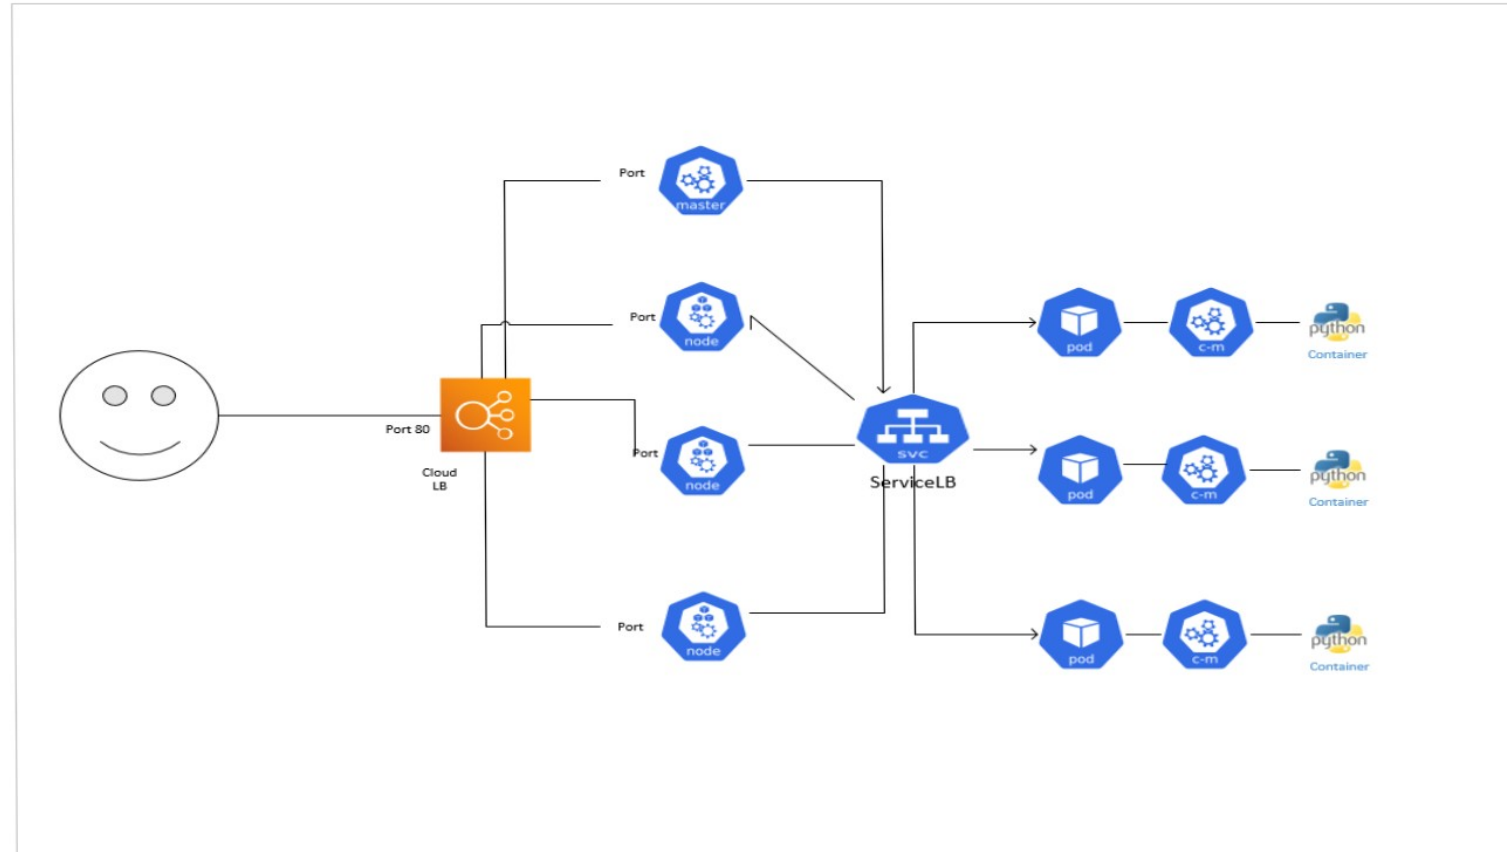 Port
master
Port
node
pod
c-m
python
Container
Port 80
Cloud
LB
Port
node
svc
ServiceLB
pod
c-m
python
Container
Port
node
pod
c-m
python
Container